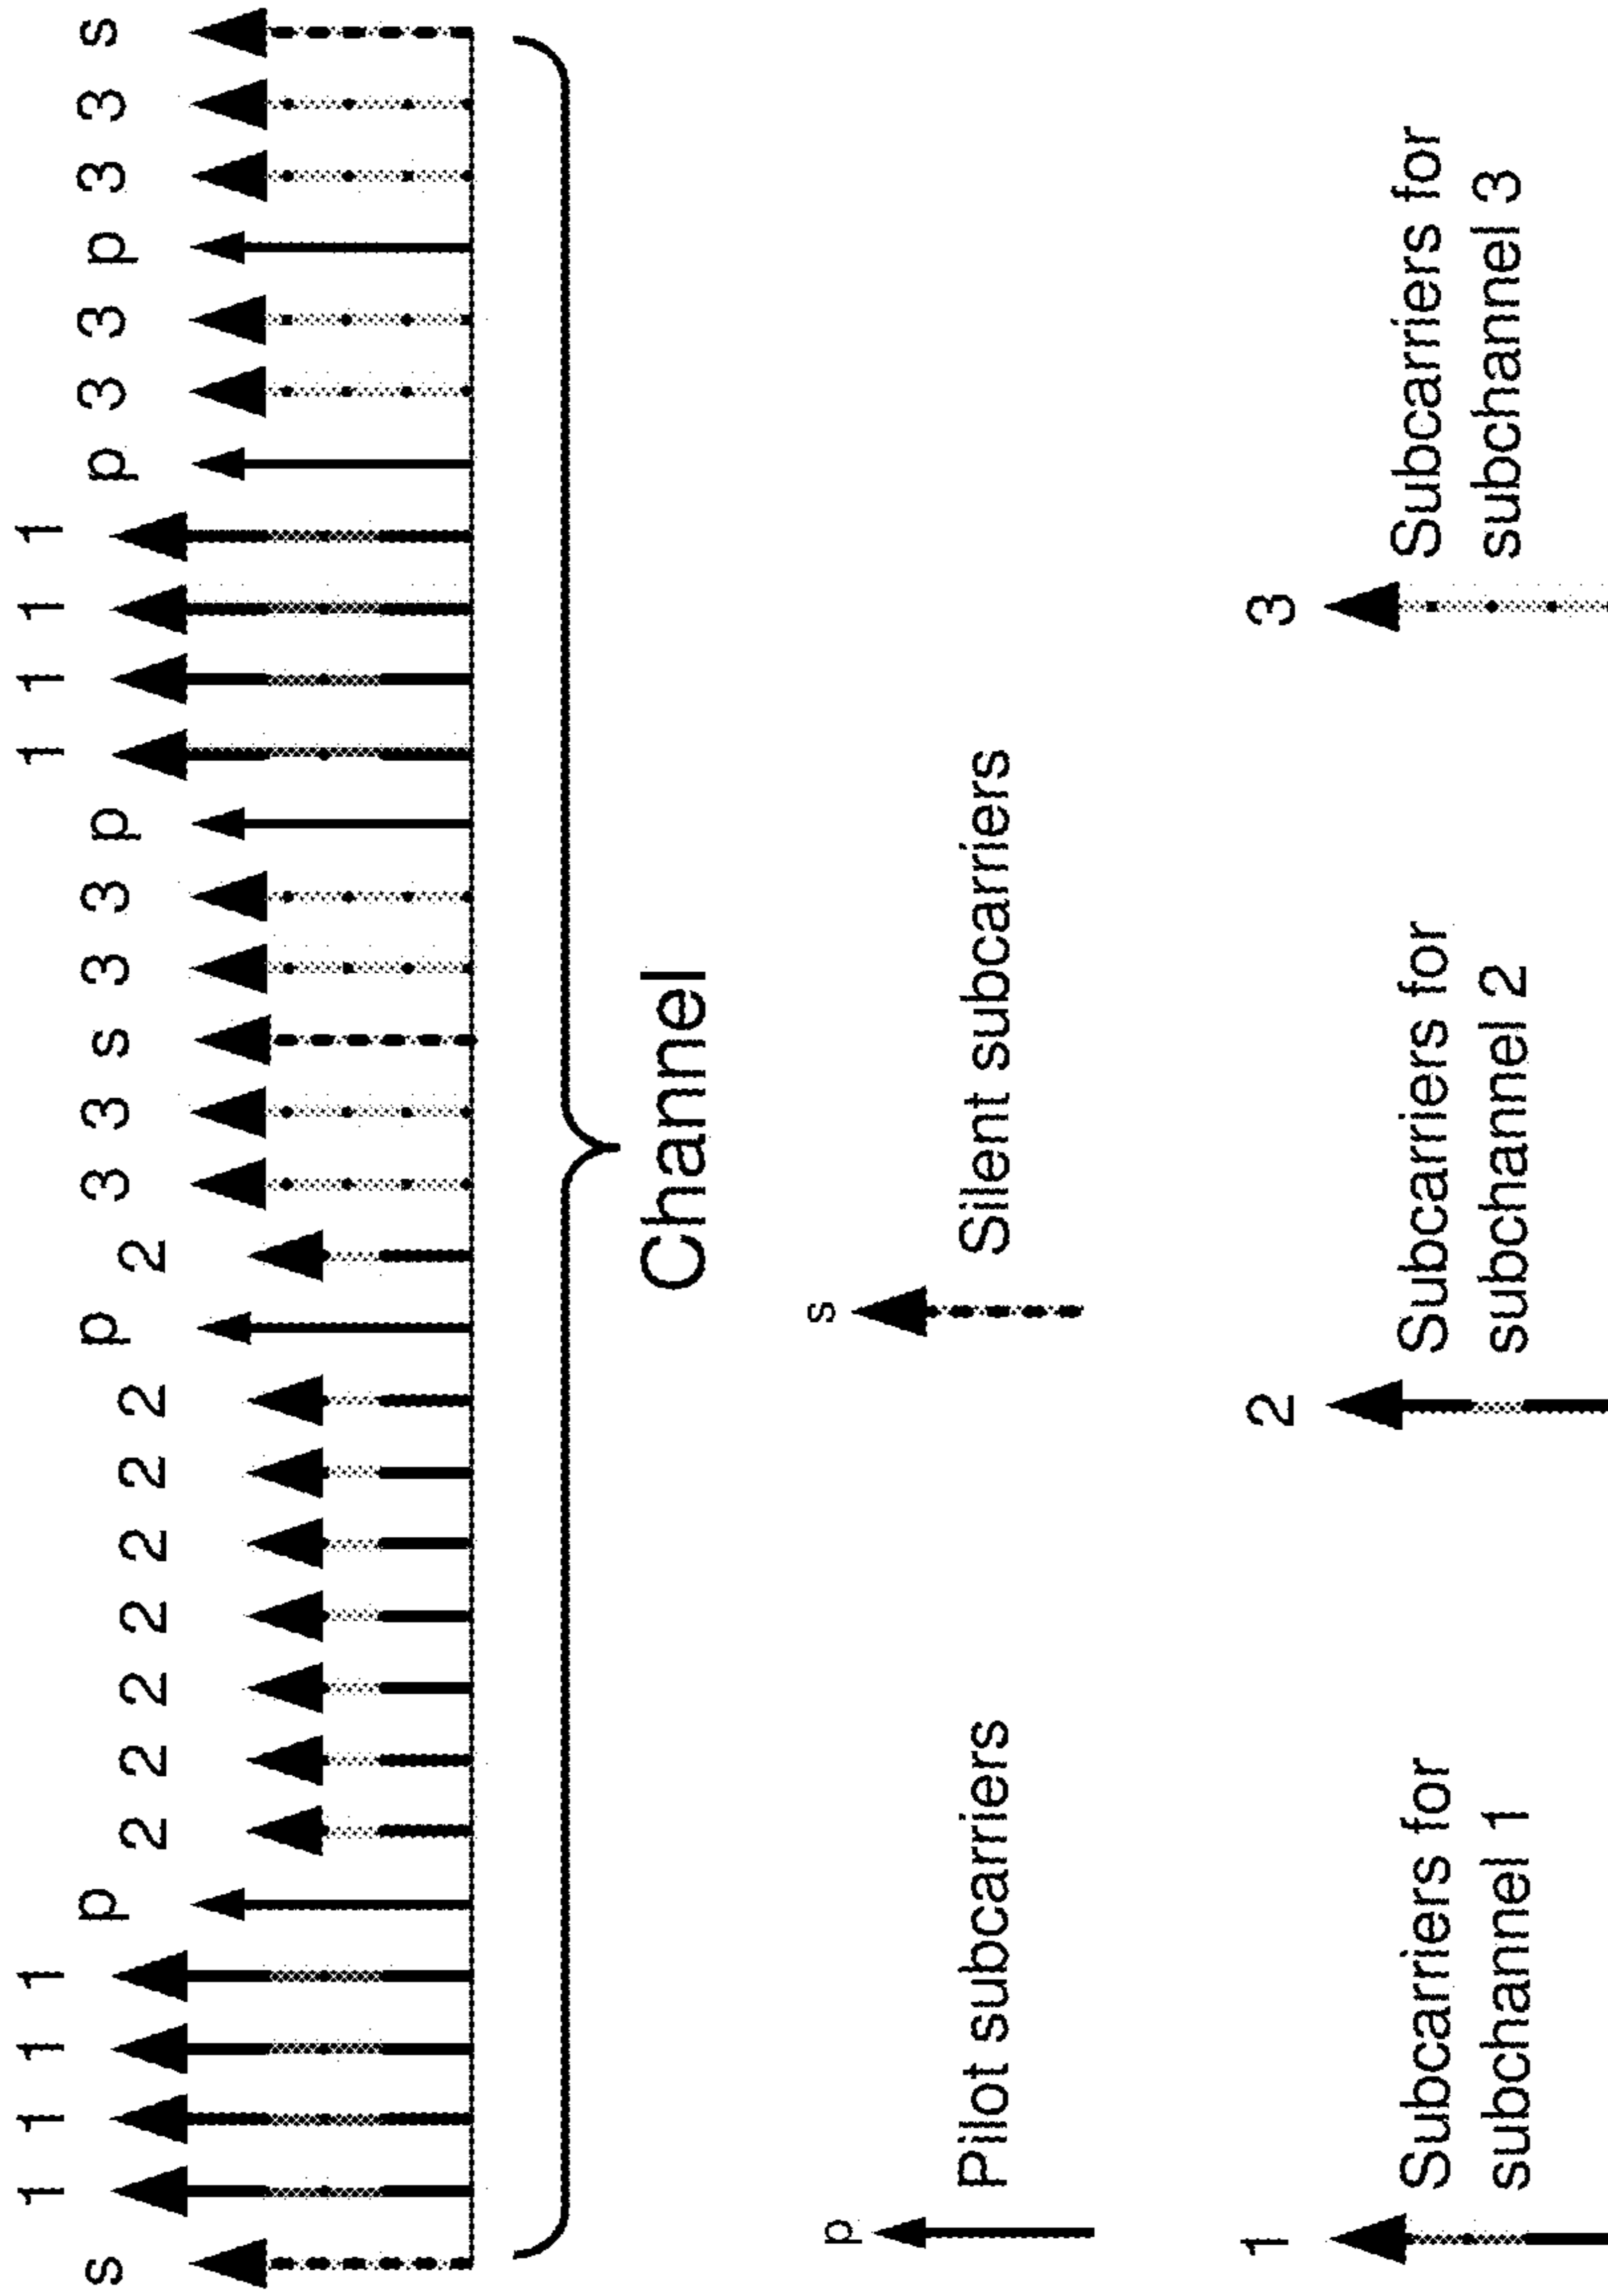 s 1 1 1 1 p 2 2 2 2 2 2 2 p 2 3 3 s 3 3 p 1 1 1 1 p 3 3 p 3 3 s
Channel
p
Pilot subcarriers
s
Silent subcarriers
1
Subcarriers for
subchannel 1
2
Subcarriers for
subchannel 2
3
Subcarriers for
subchannel 3